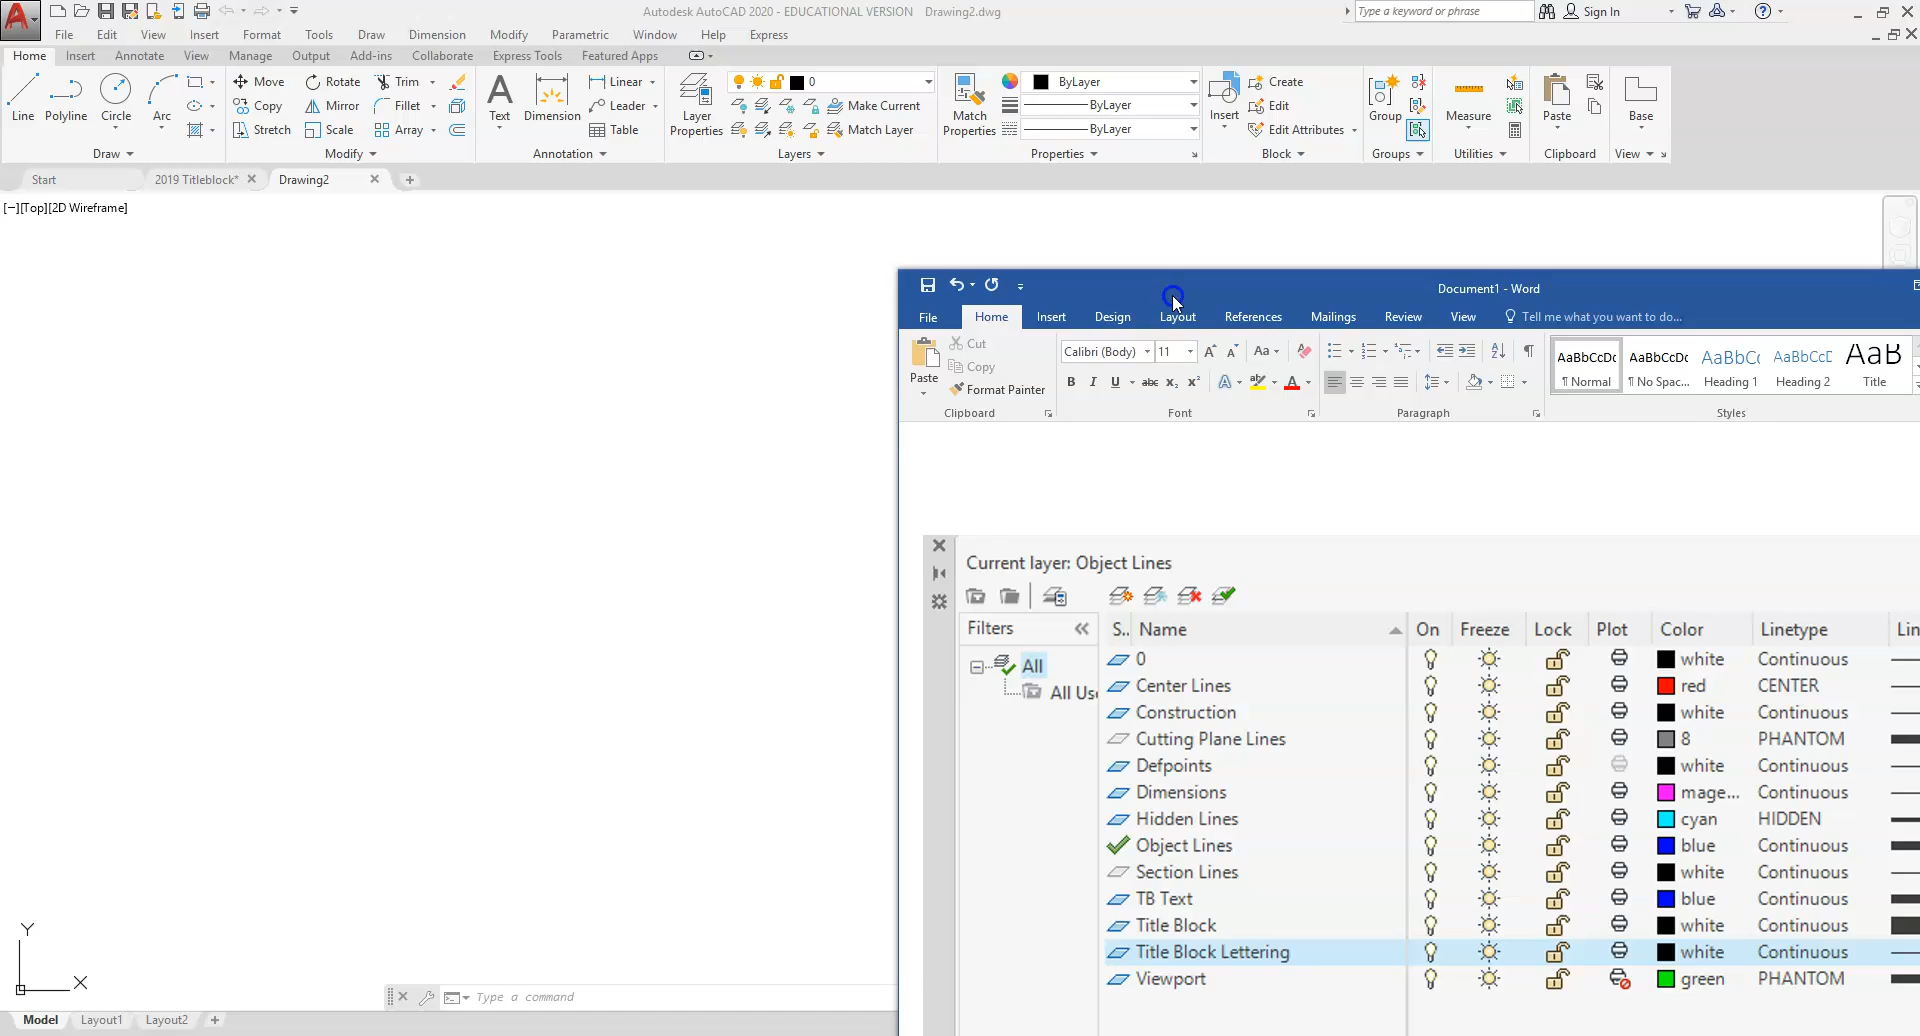 Autodesk AutoCAD 2020 - EDUCATIONAL VERSION Drawing2.dwg
Type a keyword or phrase
Sign In
File Edit View Insert Format Tools Draw Dimension Modify Parametric Window Help Express
Home Insert Annotate View Manage Output Add-ins Collaborate Express Tools Featured Apps
Line Polyline Circle Arc
Draw
Move Rotate Trim
Copy Mirror Fillet
Stretch Scale Array
Modify
Text Dimension
Linear
Leader
Table
Annotation
Layer Properties
0
Make Current
Match Layer
Layers
Match Properties
ByLayer
ByLayer
ByLayer
Properties
Insert
Create
Edit
Edit Attributes
Block
Group
Groups
Measure
Utilities
Paste
Clipboard
Base
View
Start 2019 Titleblock* Drawing2
[−][Top][2D Wireframe]
Document1 - Word
File Home Insert Design Layout References Mailings Review View Tell me what you want to do...
Paste
Cut
Copy
Format Painter
Clipboard
Calibri (Body) 11
Aa
B I U abc x₂ x²
Font
Paragraph
AaBbCcDc AaBbCcDc AaBbCc AaBbCcD AaB
¶ Normal ¶ No Spac... Heading 1 Heading 2 Title
Styles
Current layer: Object Lines
Filters
All
All Use
S.. Name On Freeze Lock Plot Color Linetype Lin
0 white Continuous
Center Lines red CENTER
Construction white Continuous
Cutting Plane Lines 8 PHANTOM
Defpoints white Continuous
Dimensions mage... Continuous
Hidden Lines cyan HIDDEN
Object Lines blue Continuous
Section Lines white Continuous
TB Text blue Continuous
Title Block white Continuous
Title Block Lettering white Continuous
Viewport green PHANTOM
Y
X
Type a command
Model Layout1 Layout2